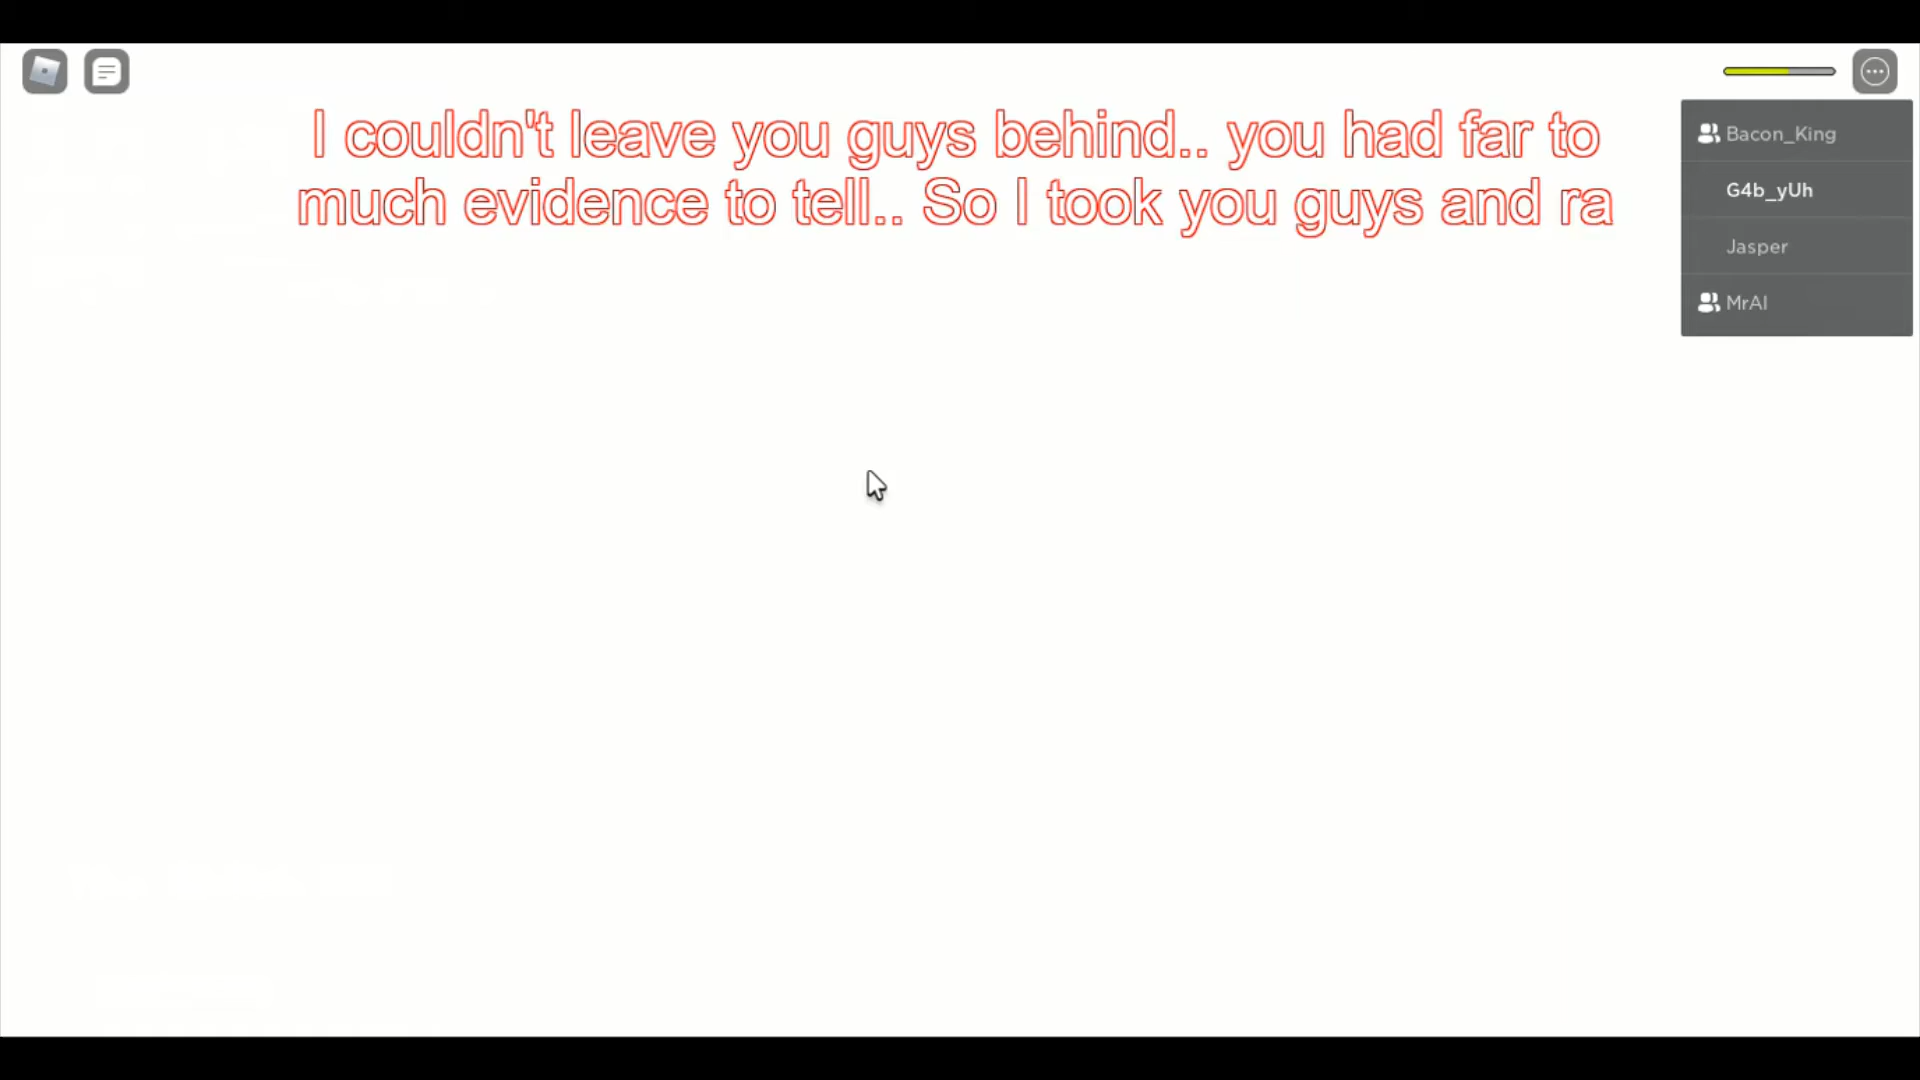 I couldn't leave you guys behind.. you had far to
much evidence to tell.. So I took you guys and ra
Bacon_King
G4b_yUh
Jasper
MrAI